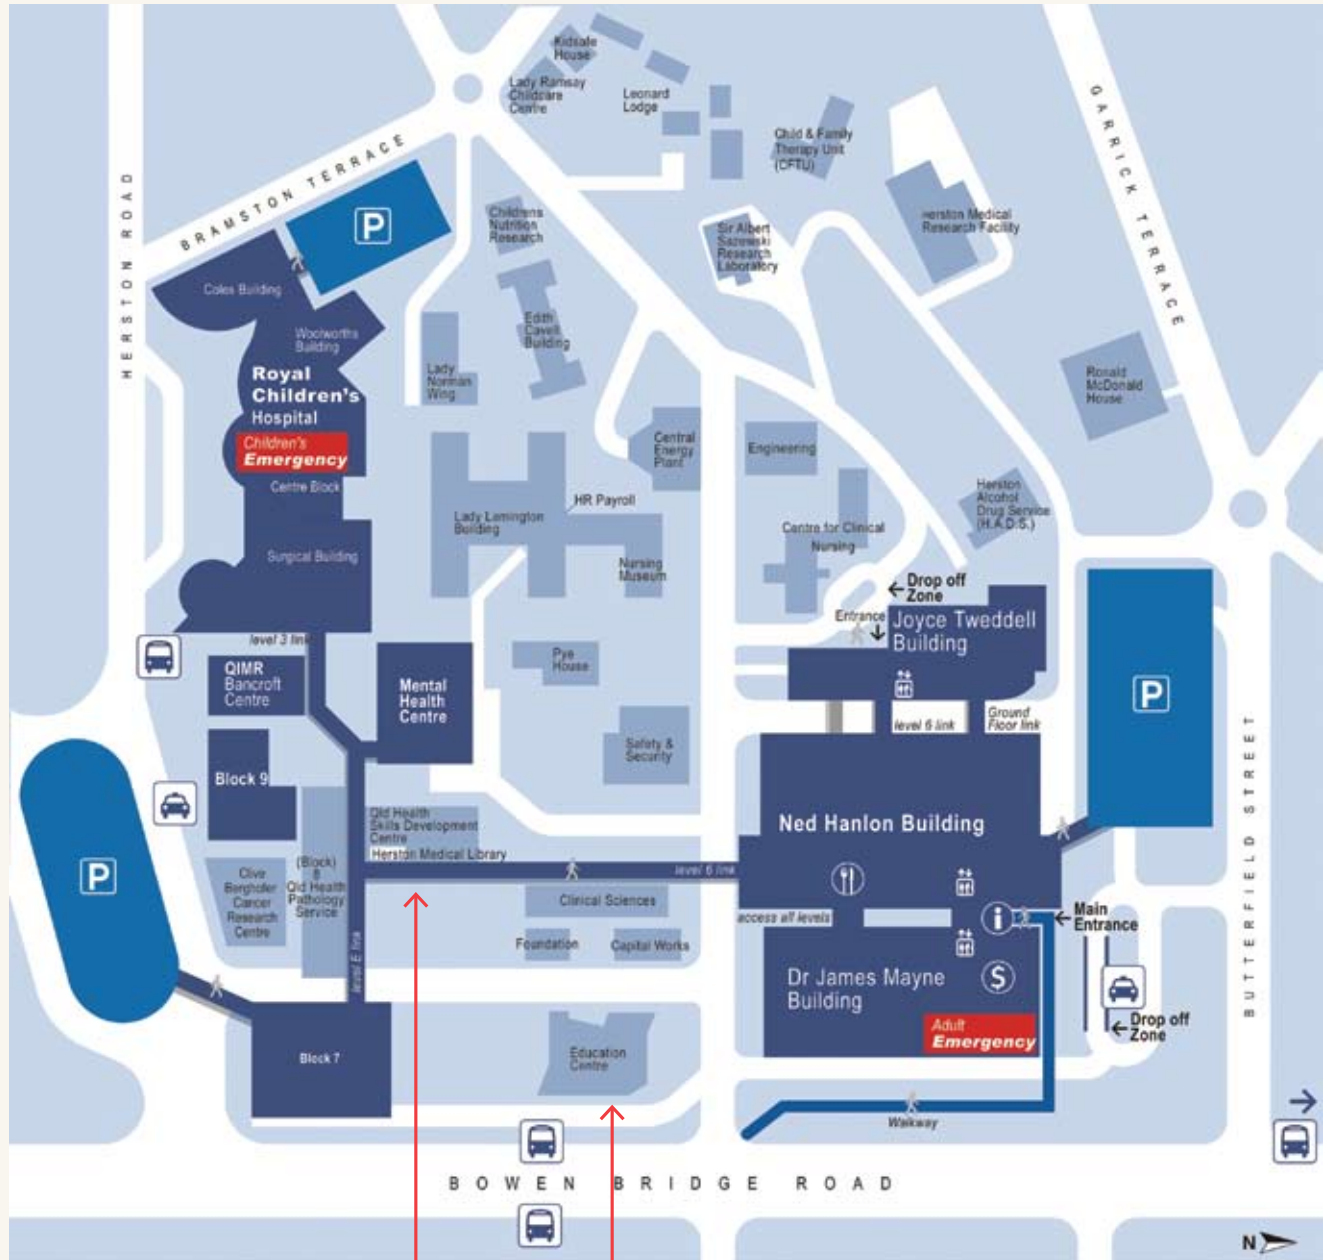 Kidsafe
House
Lady Ramsay
Childcare
Centre
Leonard
Lodge
Child & Family
Therapy Unit
(CFTU)
GARRICK TERRACE
BRAMSTON TERRACE
HERSTON ROAD
P
Childrens
Nutrition
Research
Sir Albert
Sazewski
Research
Laboratory
Herston Medical
Research Facility
Coles Building
Woolworths
Building
Edith
Cavell
Building
Lady
Norman
Wing
Ronald
McDonald
House
Royal
Children's
Hospital
Children's
Emergency
Centre Block
Surgical Building
Central
Energy
Plant
Engineering
HR Payroll
Lady Lamington
Building
Nursing
Museum
Centre for Clinical
Nursing
Herston
Alcohol
Drug Service
(H.A.D.S.)
Drop off
Zone
Entrance
Joyce Tweddell
Building
level 3 link
QIMR
Bancroft
Centre
Mental
Health
Centre
Pye
House
P
level 6 link
Ground
Floor link
Safety &
Security
Block 9
Qld Health
Skills Development
Centre
Herston Medical Library
Ned Hanlon Building
BUTTERFIELD STREET
P
Clive
Berghofer
Cancer
Research
Centre
(Block)
8
Qld Health
Pathology
Service
level 6 link
Clinical Sciences
access all levels
i
Main
Entrance
Foundation
Capital Works
level E link
Dr James Mayne
Building
$
Adult
Emergency
Drop off
Zone
Block 7
Education
Centre
Walkway
BOWEN BRIDGE ROAD
N